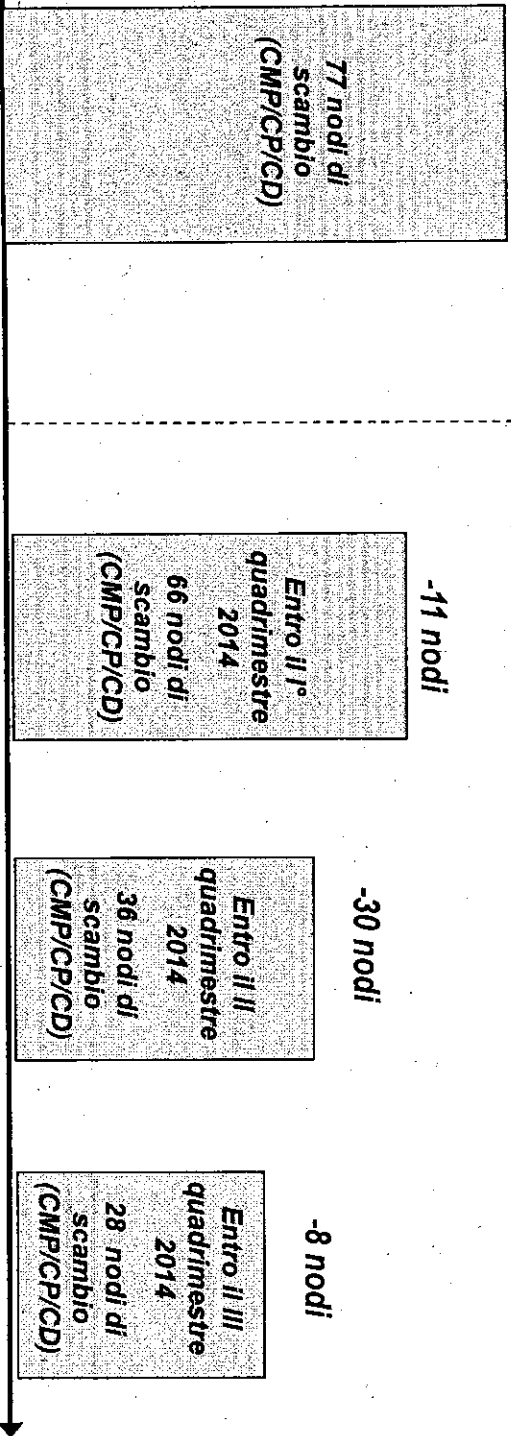 77 nodi di
scambio
(CMP/CP/CD)
-11 nodi
Entro il I°
quadrimestre
2014
66 nodi di
scambio
(CMP/CP/CD)
-30 nodi
Entro il II
quadrimestre
2014
36 nodi di
scambio
(CMP/CP/CD)
-8 nodi
Entro il III
quadrimestre
2014
28 nodi di
scambio
(CMP/CP/CD)